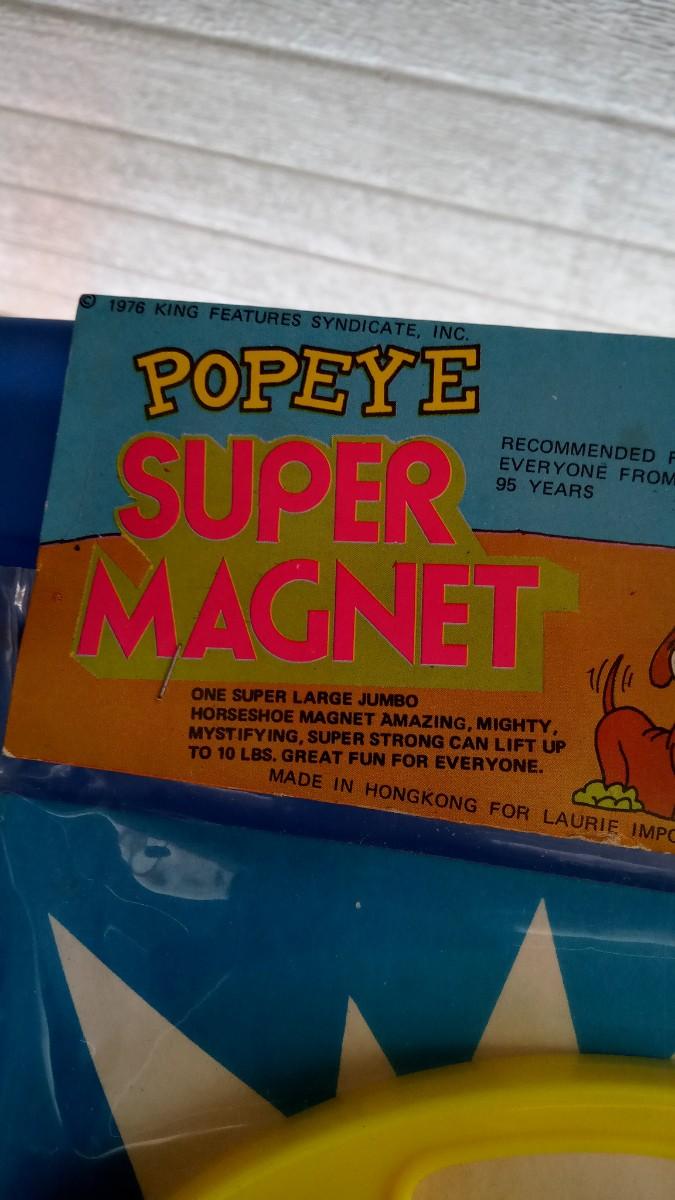 © 1976 KING FEATURES SYNDICATE, INC.
POPEYE
SUPER
MAGNET
RECOMMENDED
EVERYONE FROM
95 YEARS
ONE SUPER LARGE JUMBO
HORSESHOE MAGNET AMAZING, MIGHTY,
MYSTIFYING, SUPER STRONG CAN LIFT UP
TO 10 LBS. GREAT FUN FOR EVERYONE.
MADE IN HONGKONG FOR LAURIE